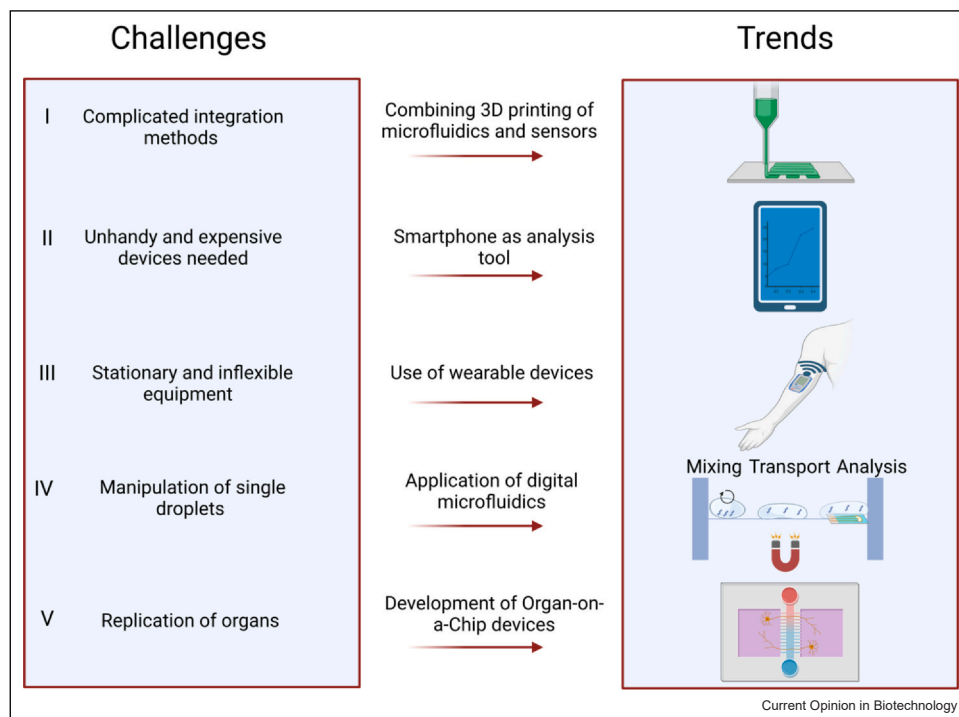 Challenges
Trends
I
Complicated integration
methods
Combining 3D printing of
microfluidics and sensors
II
Unhandy and expensive
devices needed
Smartphone as analysis
tool
III
Stationary and inflexible
equipment
Use of wearable devices
IV
Manipulation of single
droplets
Application of digital
microfluidics
Mixing Transport Analysis
V
Replication of organs
Development of Organ-on-
a-Chip devices
Current Opinion in Biotechnology